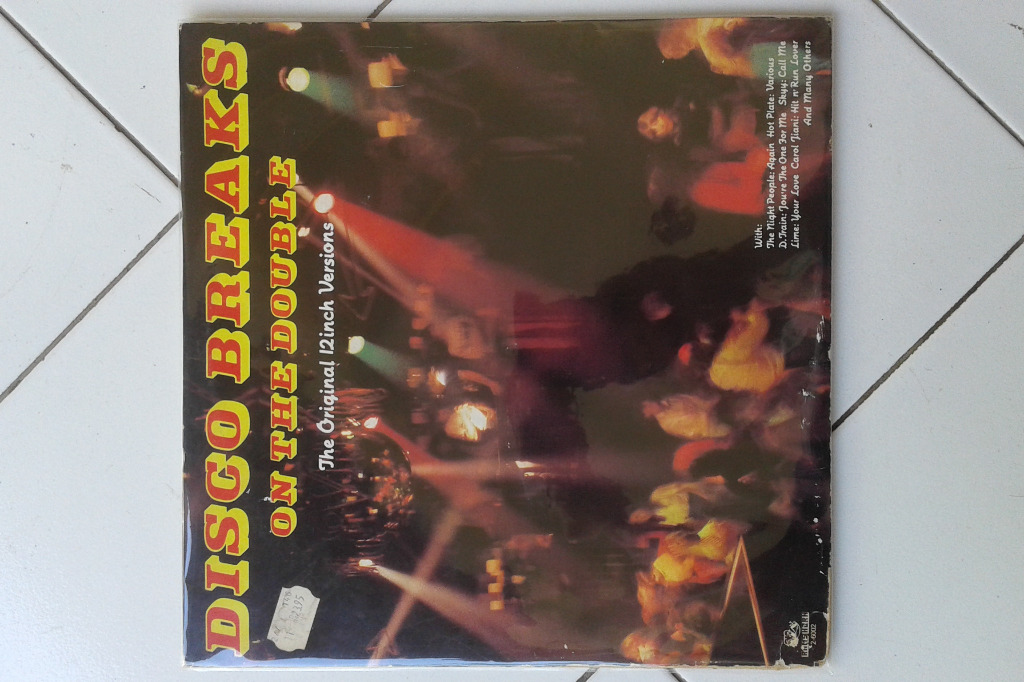 DISCO BREAKS
ON THE DOUBLE
The Original 12inch Versions
With:
The Night People: Again Hot Plate: Various
D. Train: You're The One For Me Skyy: Call Me
Lime: Your Love Carol Jiani: Hit n' Run Lover
And Many Others
2-6002